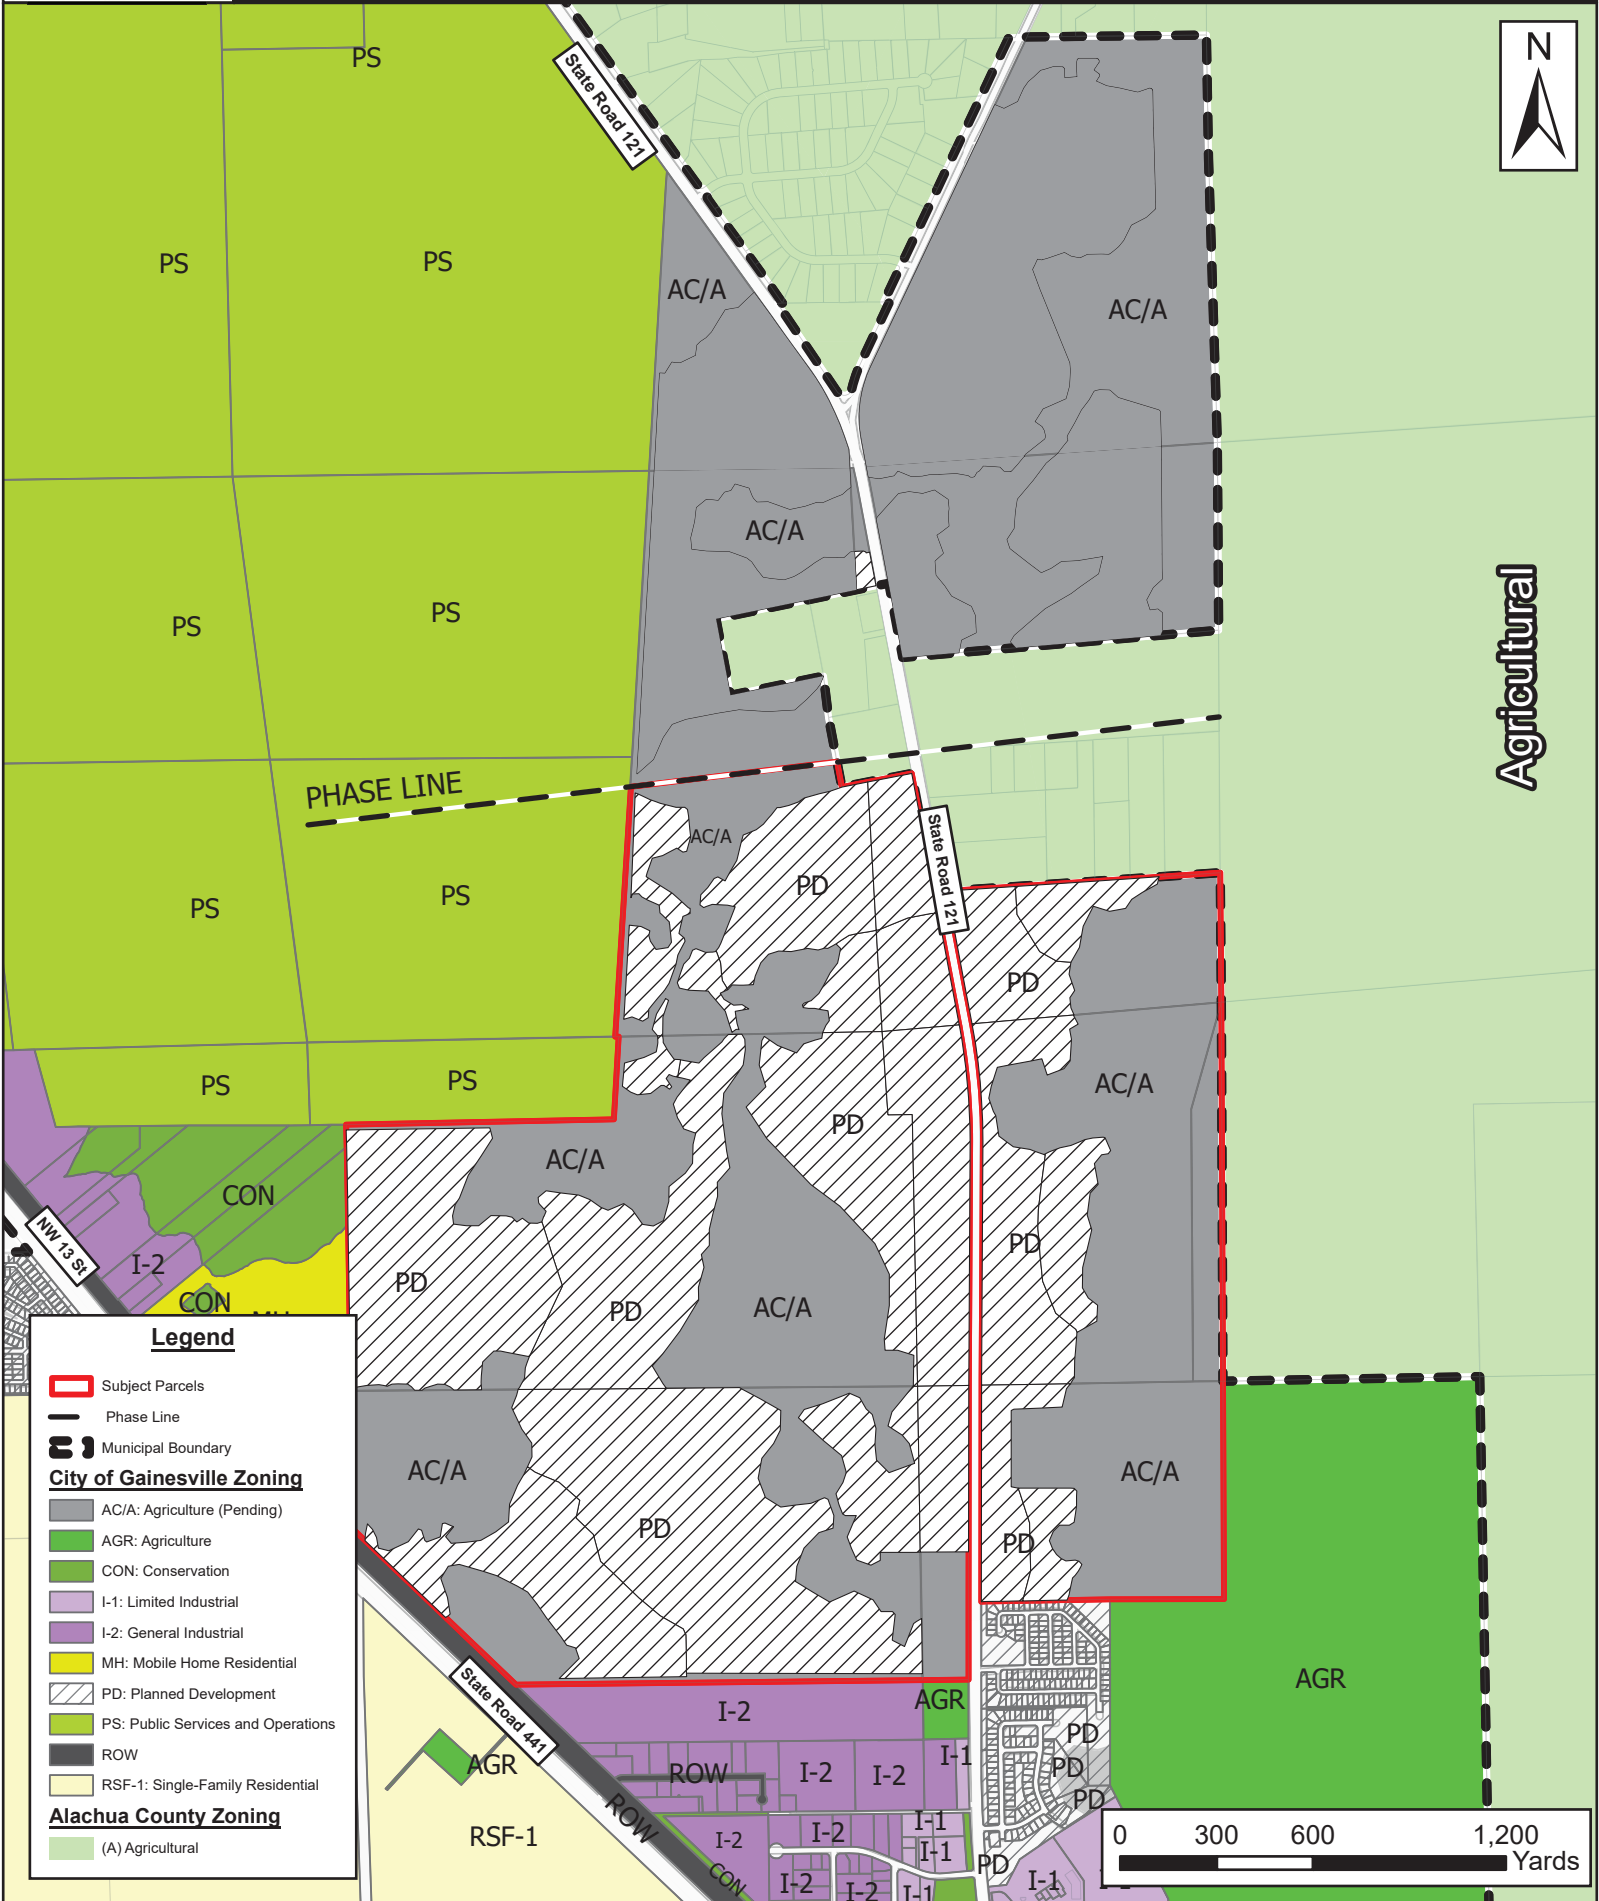 N
PS
State Road 121
PS
PS
AC/A
AC/A
AC/A
PS
PS
Agricultural
PHASE LINE
AC/A
State Road 121
PD
PS
PS
PD
PS
PS
AC/A
PD
AC/A
CON
NW 13 St
I-2
PD
PD
PD
AC/A
CON
AC/A
AC/A
PD
PD
AGR
AGR
I-2
State Road 441
PD
I-1
AGR
ROW
I-2
I-2
PD
PD
ROW
RSF-1
I-2
I-2
I-1
I-1
PD
CON
I-2
I-2
I-1
I-1
Legend
Subject Parcels
Phase Line
Municipal Boundary
City of Gainesville Zoning
AC/A: Agriculture (Pending)
AGR: Agriculture
CON: Conservation
I-1: Limited Industrial
I-2: General Industrial
MH: Mobile Home Residential
PD: Planned Development
PS: Public Services and Operations
ROW
RSF-1: Single-Family Residential
Alachua County Zoning
(A) Agricultural
0 300 600 1,200
Yards